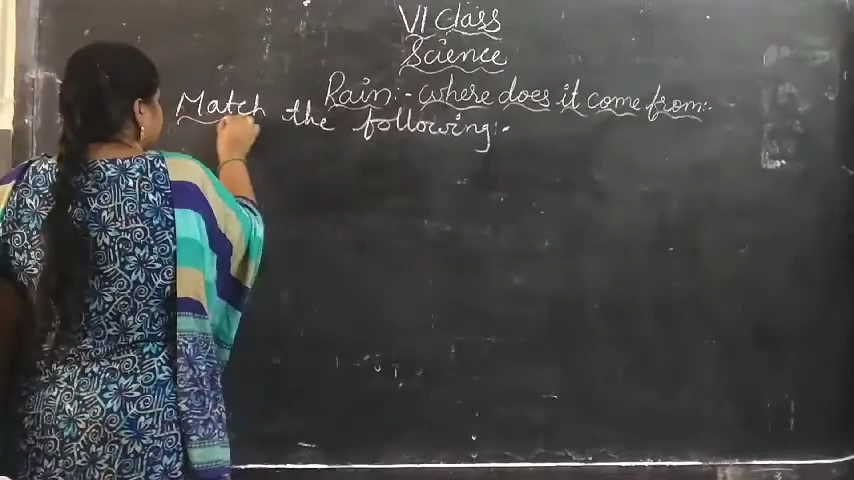 VI Class
Science
Rain:- where does it come from:-
Match the following:-